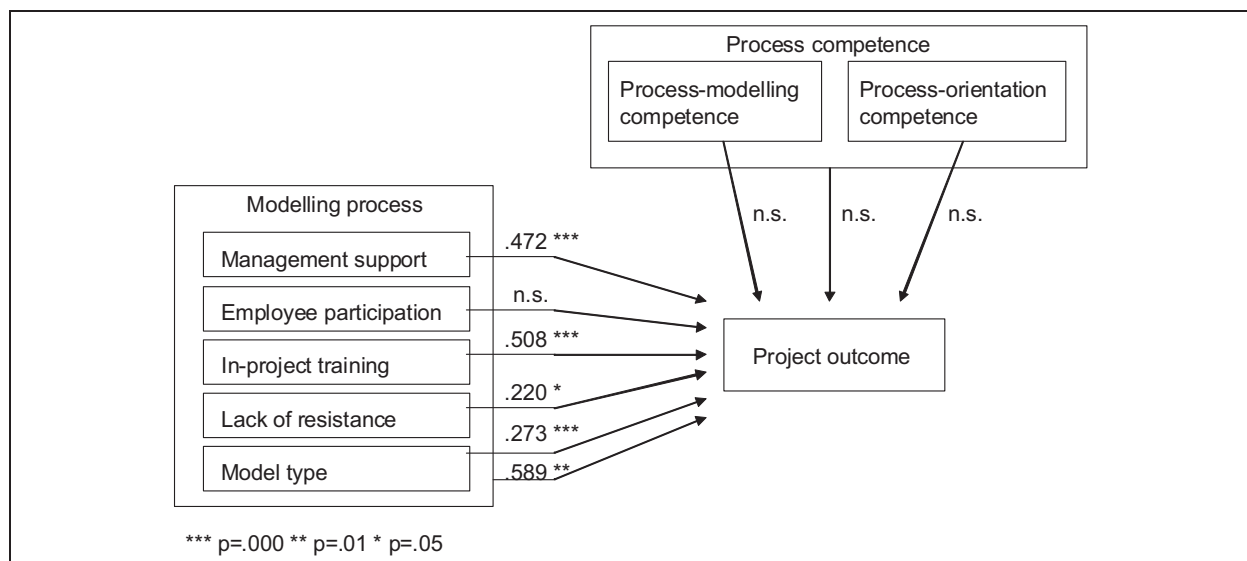 Process competence
Process-modelling
competence
Process-orientation
competence
n.s.
n.s.
n.s.
Modelling process
Management support
.472 ***
Employee participation
n.s.
In-project training
.508 ***
Lack of resistance
.220 *
Model type
.273 ***
.589 **
Project outcome
*** p=.000 ** p=.01 * p=.05